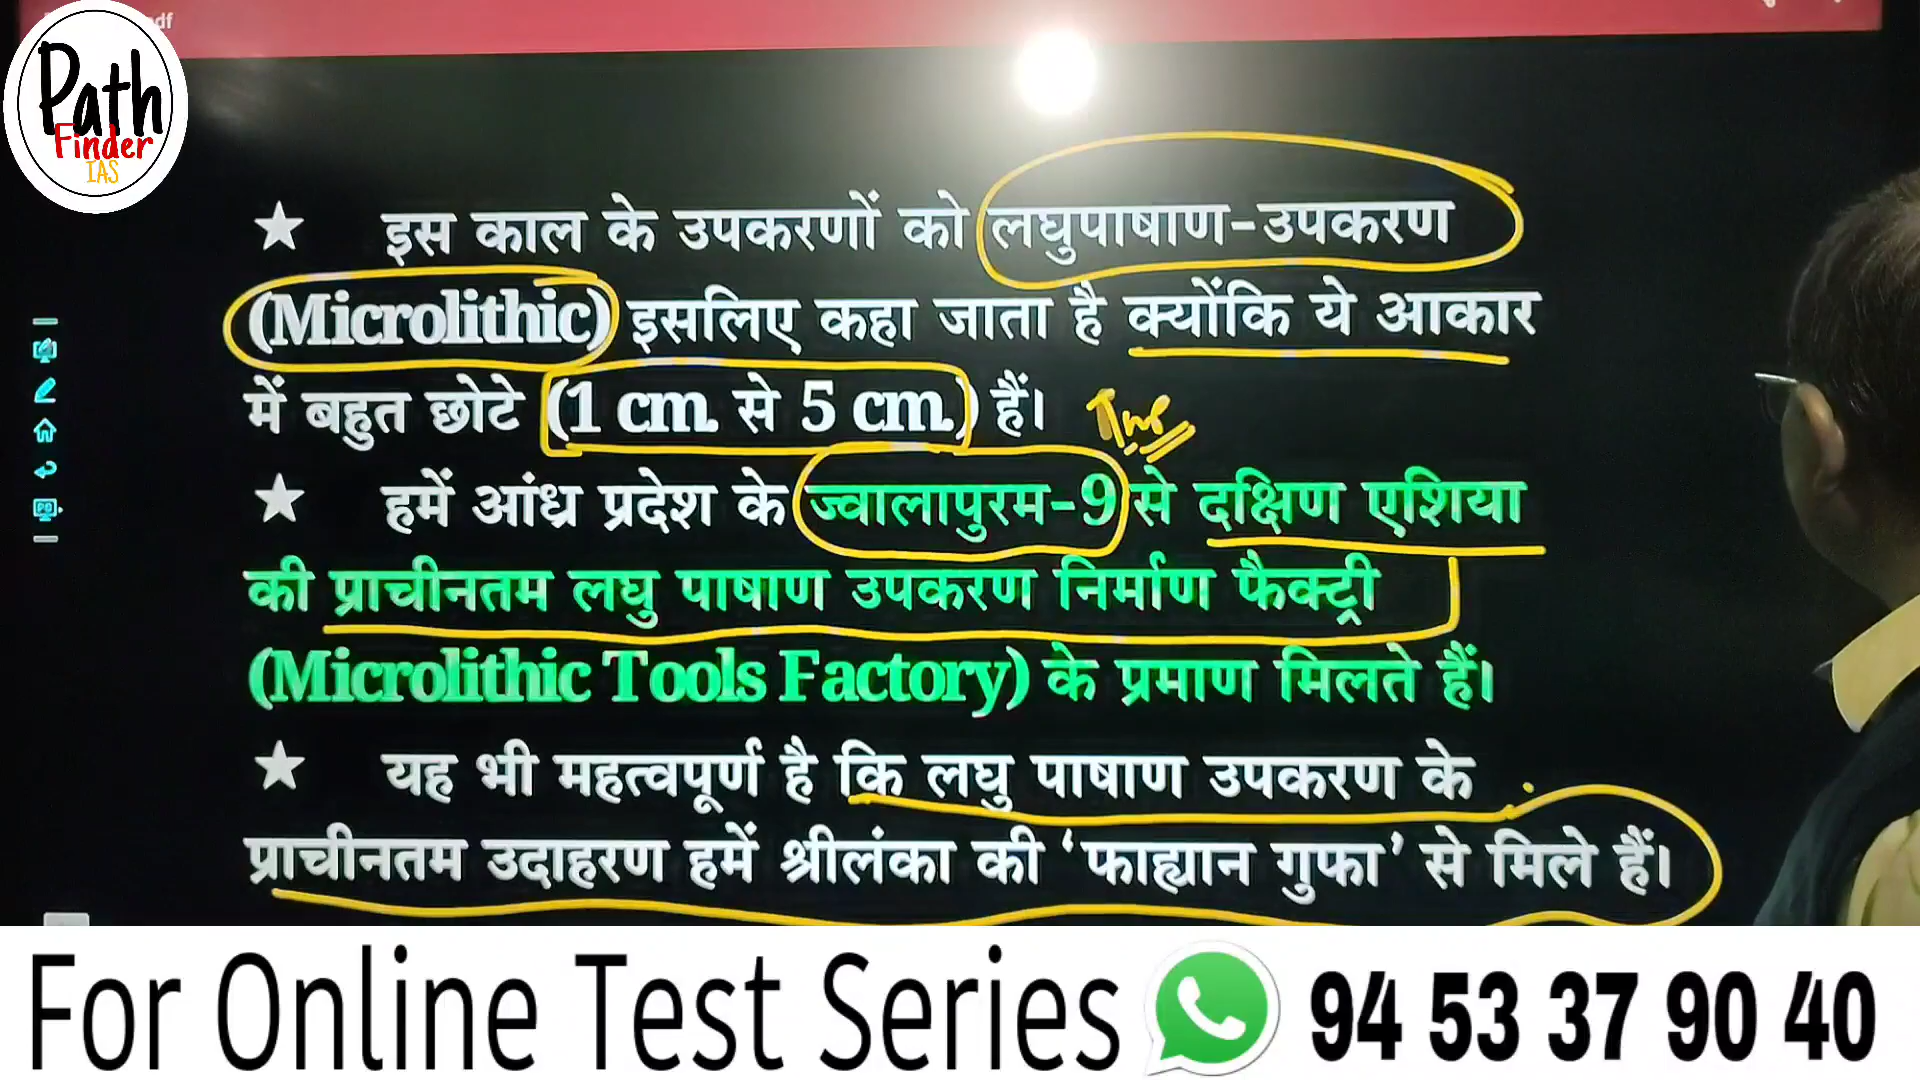 Path
Finder
IAS
df
★ इस काल के उपकरणों को लघुपाषाण-उपकरण
(Microlithic) इसलिए कहा जाता है क्योंकि ये आकार
में बहुत छोटे (1 cm. से 5 cm.) हैं।
★ हमें आंध्र प्रदेश के ज्वालापुरम-9 से दक्षिण एशिया
की प्राचीनतम लघु पाषाण उपकरण निर्माण फैक्ट्री
(Microlithic Tools Factory) के प्रमाण मिलते हैं।
★ यह भी महत्वपूर्ण है कि लघु पाषाण उपकरण के
प्राचीनतम उदाहरण हमें श्रीलंका की ‘फाह्यान गुफा’ से मिले हैं।
For Online Test Series 94 53 37 90 40